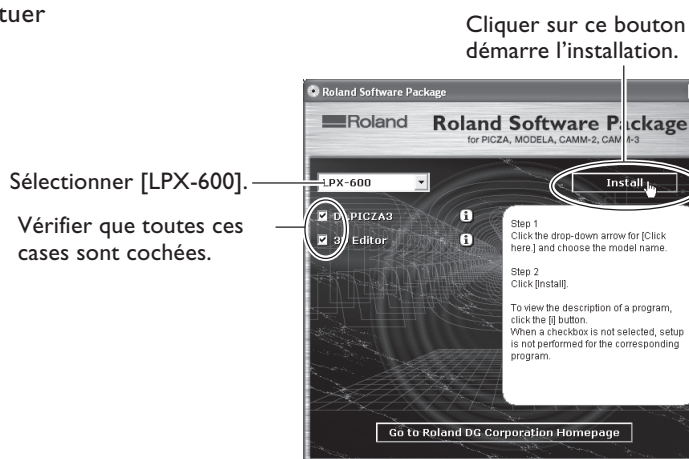 tuer
Cliquer sur ce bouton
démarre l'installation.
Roland Software Package
Roland
Roland Software Package
for PICZA, MODELA, CAMM-2, CAMM-3
Sélectionner [LPX-600].
LPX-600
Install
Vérifier que toutes ces
cases sont cochées.
Dr.PICZA3
3D Editor
Step 1
Click the drop-down arrow for [Click
here.] and choose the model name.
Step 2
Click [Install].
To view the description of a program,
click the [i] button.
When a checkbox is not selected, setup
is not performed for the corresponding
program.
Go to Roland DG Corporation Homepage